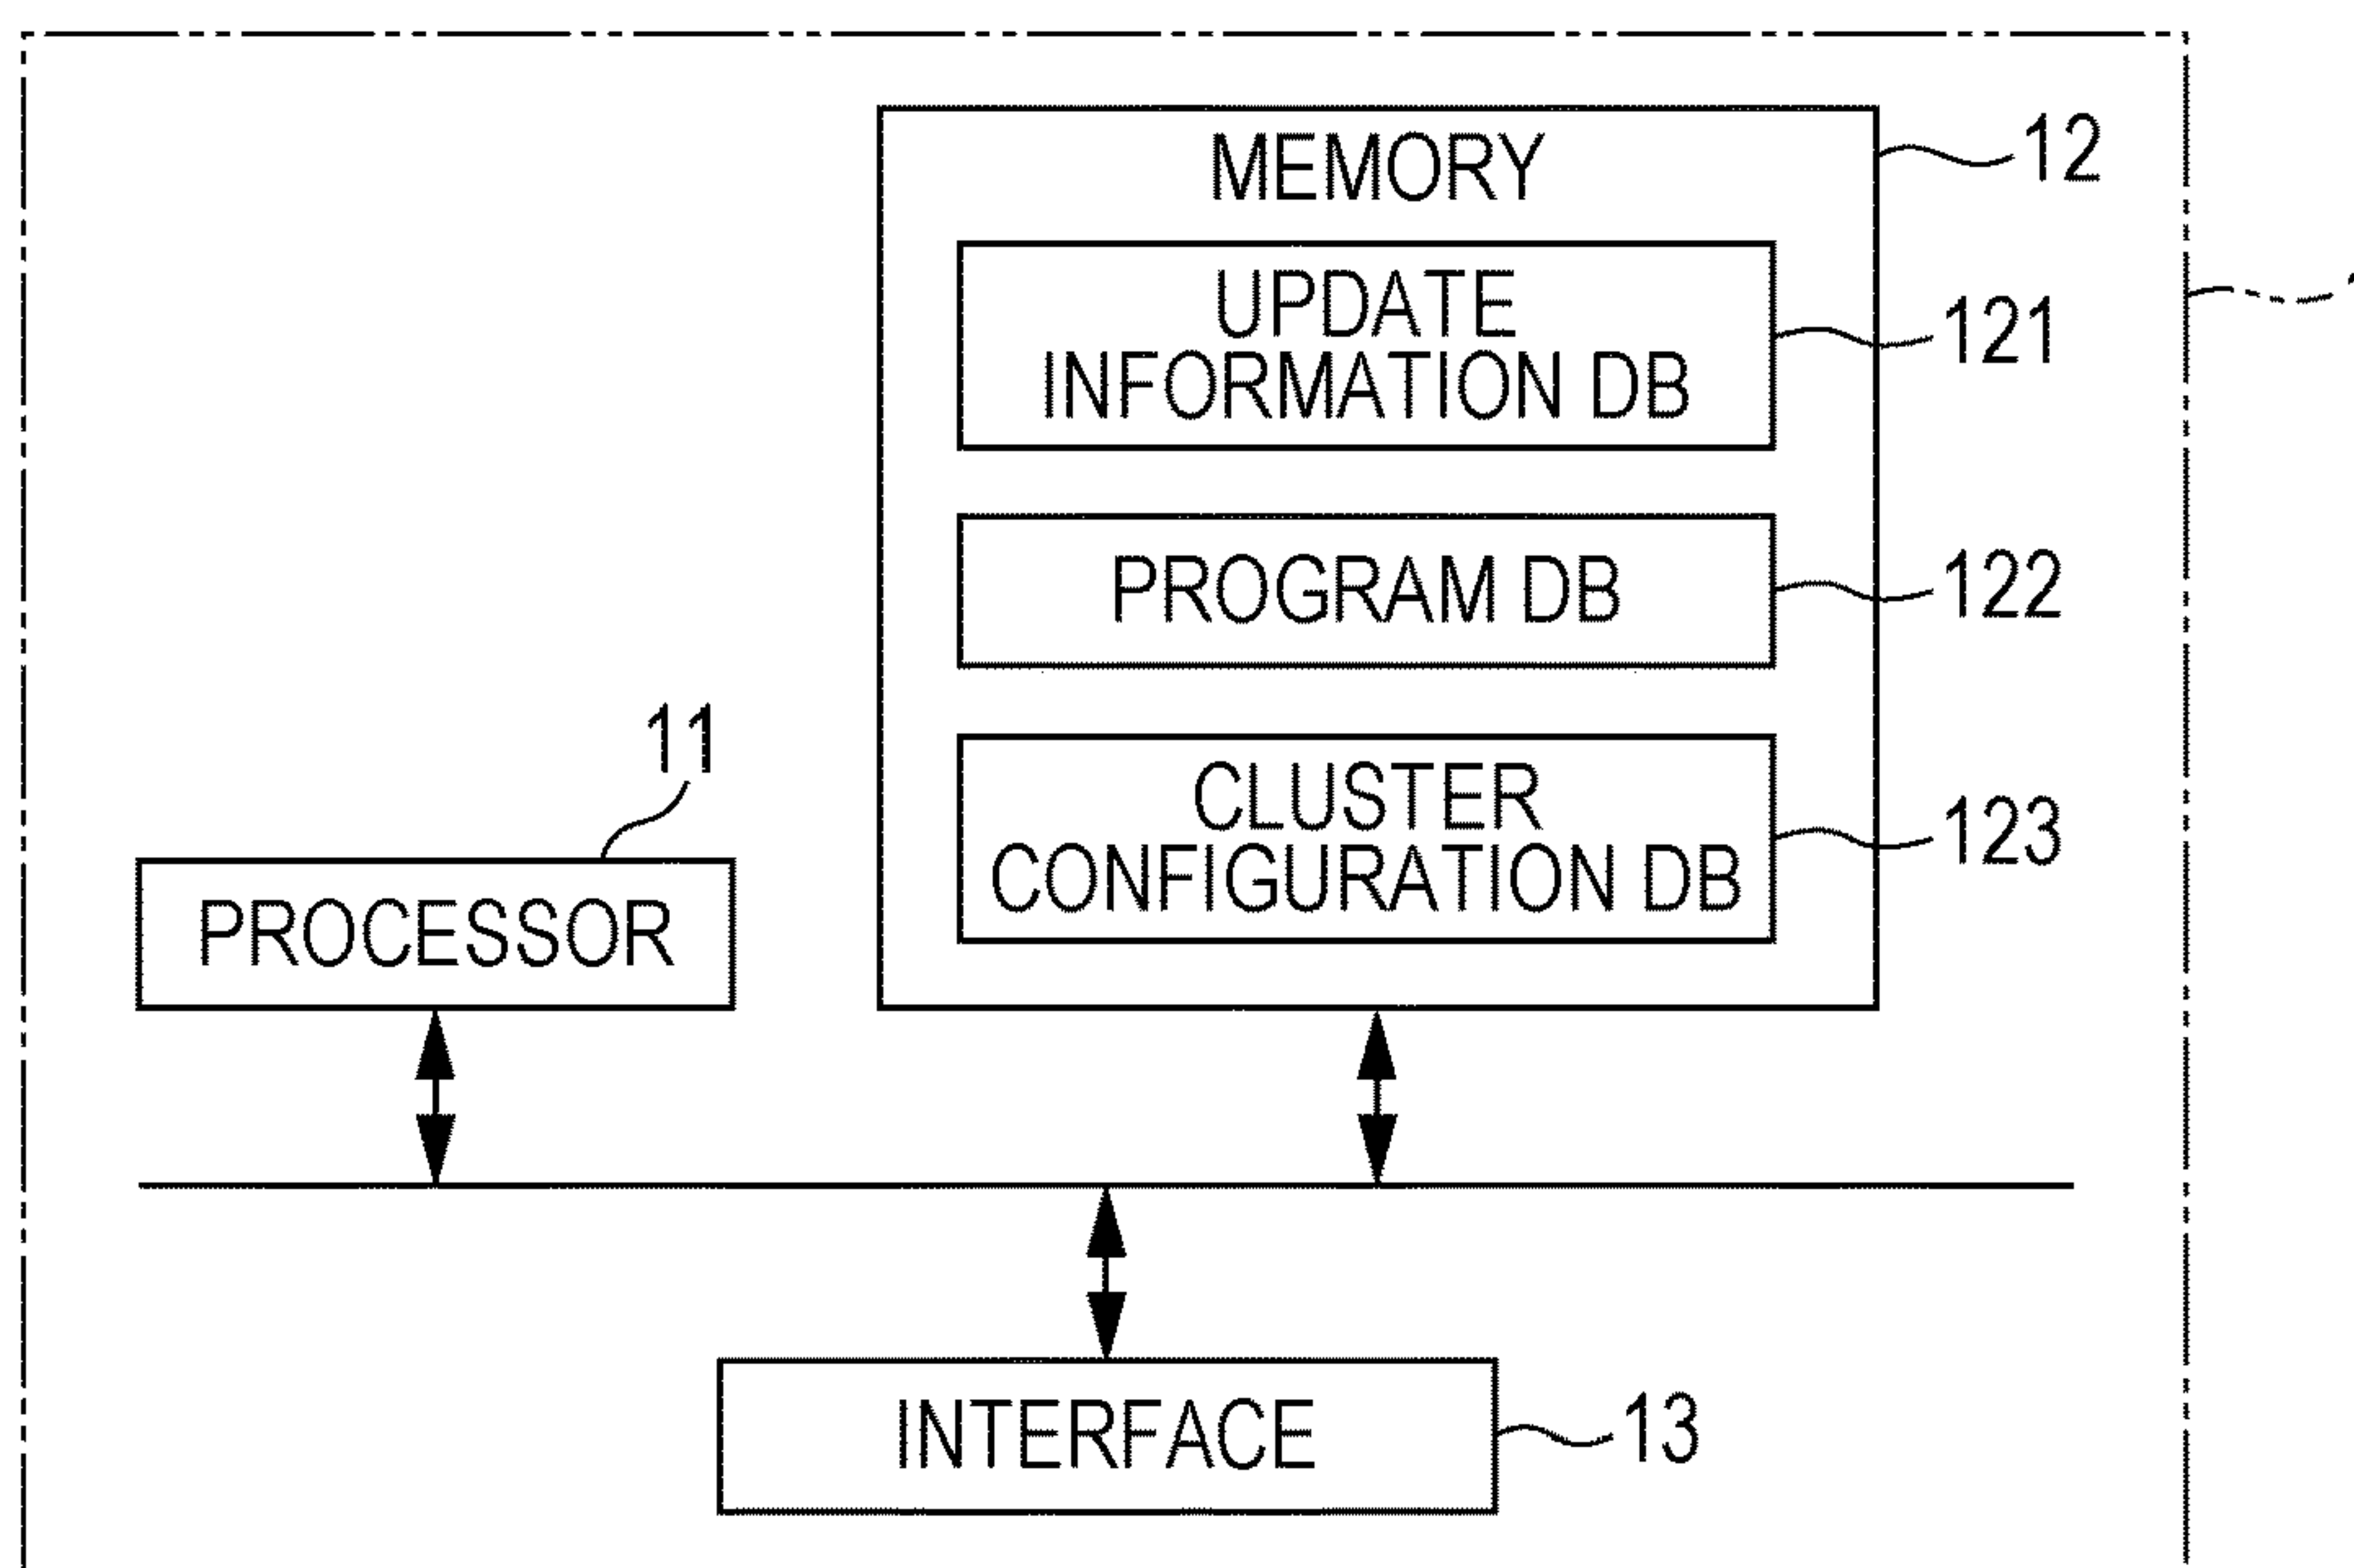 MEMORY
12
UPDATE
INFORMATION DB
121
PROGRAM DB
122
11
CLUSTER
CONFIGURATION DB
123
PROCESSOR
INTERFACE
13